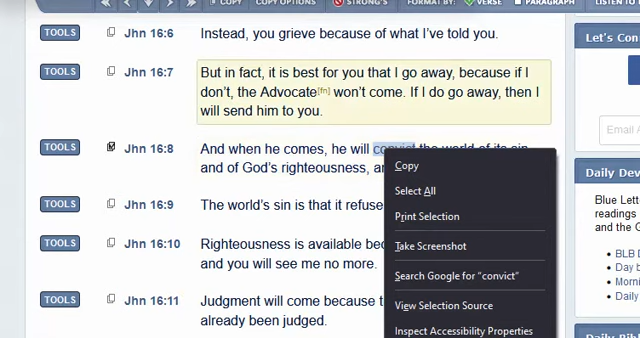 COPY COPY OPTIONS STRONG'S FORMAT BY: VERSE PARAGRAPH LISTEN TO
TOOLS Jhn 16:6 Instead, you grieve because of what I've told you.
TOOLS Jhn 16:7 But in fact, it is best for you that I go away, because if I
don't, the Advocate[fn] won't come. If I do go away, then I
will send him to you.
TOOLS Jhn 16:8 And when he comes, he will convict the world of its sin,
and of God's righteousness, an
TOOLS Jhn 16:9 The world's sin is that it refuse
TOOLS Jhn 16:10 Righteousness is available bec
and you will see me no more.
TOOLS Jhn 16:11 Judgment will come because t
already been judged.
Copy
Select All
Print Selection
Take Screenshot
Search Google for "convict"
View Selection Source
Inspect Accessibility Properties
Let's Con
Email A
Daily Dev
Blue Lett
readings
and the G
BLB D
Day b
Morni
Daily
Daily Bibl